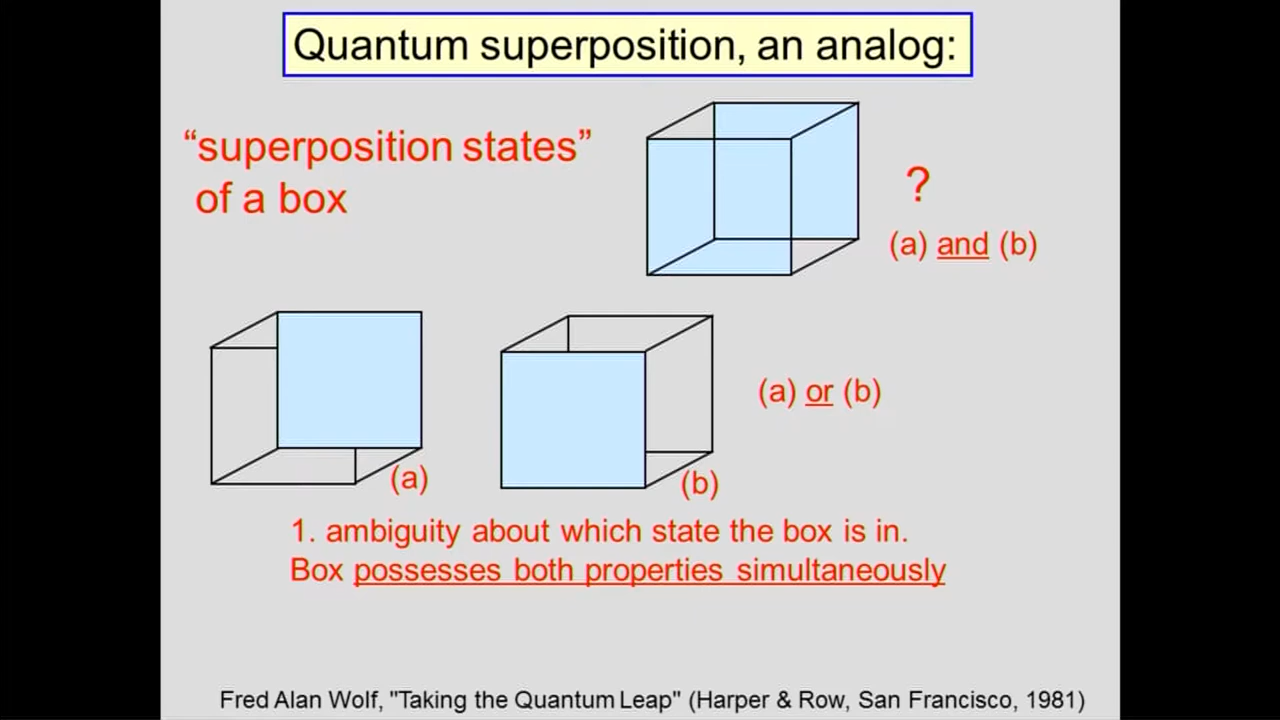 Quantum superposition, an analog:
“superposition states”
of a box
?
(a) and (b)
(a) or (b)
(a)
(b)
1. ambiguity about which state the box is in.
Box possesses both properties simultaneously
Fred Alan Wolf, "Taking the Quantum Leap" (Harper & Row, San Francisco, 1981)